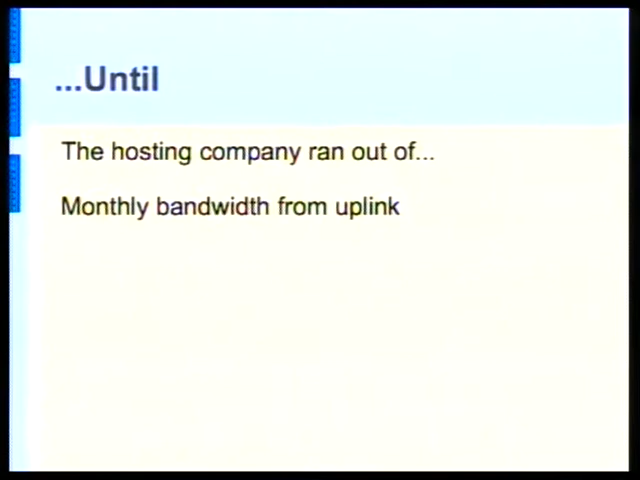 ...Until
The hosting company ran out of...
Monthly bandwidth from uplink